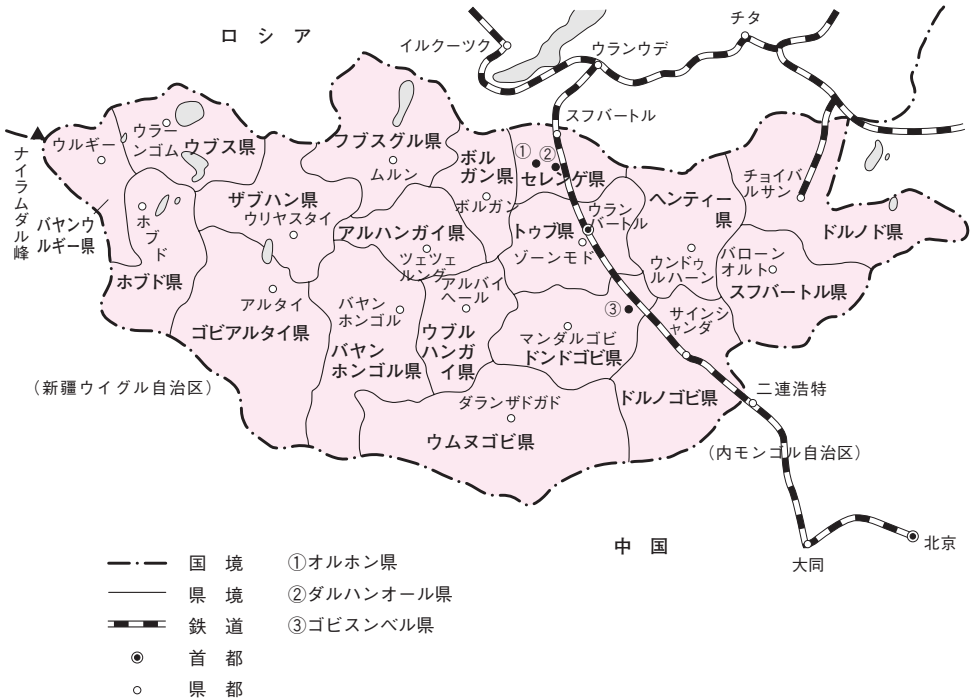 ロシア
イルクーツク
ウランウデ
チタ
スフバートル
ナイラムダル峰
ウルギー
ウラー
ンゴム
ウブス県
フブスグル県
ムルン
ボル
ガン県
ボルガン
①
②
セレンゲ県
ヘンティー
県
チョイバ
ルサン
ドルノド県
バヤンウ
ルギー県
ホブド
ホブド県
ザブハン県
ウリヤスタイ
アルハンガイ県
ツェツェ
ルレグ
トゥブ県
ゾーンモド
ウラン
バートル
ウンドゥ
ルハーン
バローン
オルト
スフバートル県
アルタイ
ゴビアルタイ県
バヤン
ホンゴル
バヤン
ホンゴル県
アルバイ
ヘール
ウブル
ハンガ
イ県
③
マンダルゴビ
ドンドゴビ県
サインシ
ャンダ
ドルノゴビ県
ダランザドガド
ウムヌゴビ県
(新疆ウイグル自治区)
二連浩特
(内モンゴル自治区)
中国
大同
北京
国境
県境
鉄道
首都
県都
①オルホン県
②ダルハンオール県
③ゴビスンベル県